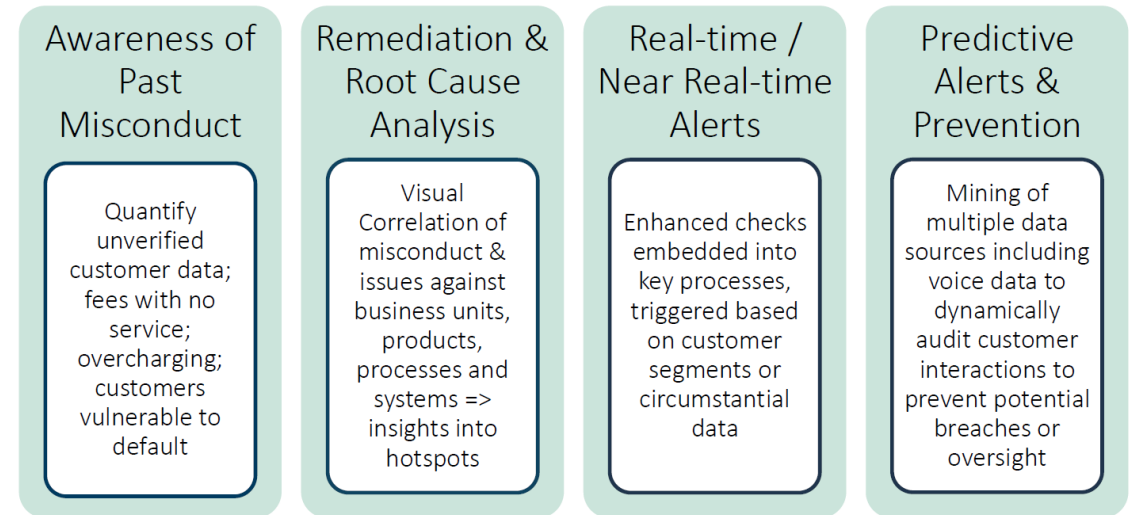 Awareness of
Past
Misconduct
Quantify
unverified
customer data;
fees with no
service;
overcharging;
customers
vulnerable to
default
Remediation &
Root Cause
Analysis
Visual
Correlation of
misconduct &
issues against
business units,
products,
processes and
systems =>
insights into
hotspots
Real-time /
Near Real-time
Alerts
Enhanced checks
embedded into
key processes,
triggered based
on customer
segments or
circumstantial
data
Predictive
Alerts &
Prevention
Mining of
multiple data
sources including
voice data to
dynamically
audit customer
interactions to
prevent potential
breaches or
oversight